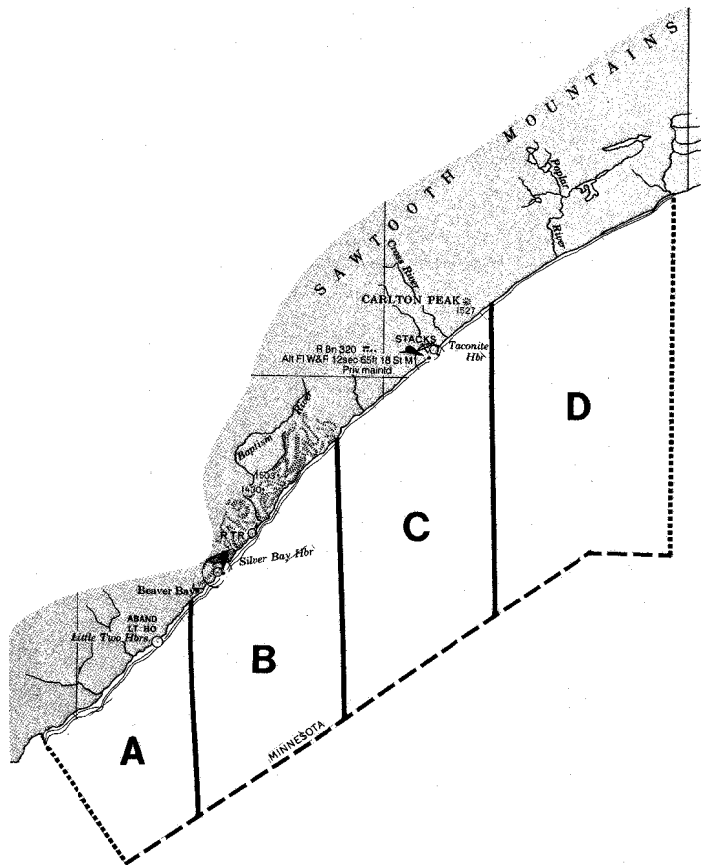 SAWTOOTH MOUNTAINS
Poplar
River
Cross River
CARLTON PEAK
1527
STACKS
R Bn 320
Alt Fl W&R 12sec 65ft 18 St M
Priv maintd
Taconite
Hbr
Baptism River
D
C
R TR
Silver Bay Hbr
Beaver Bay
ABAND
LT HO
Little Two Hbrs
B
A
MINNESOTA